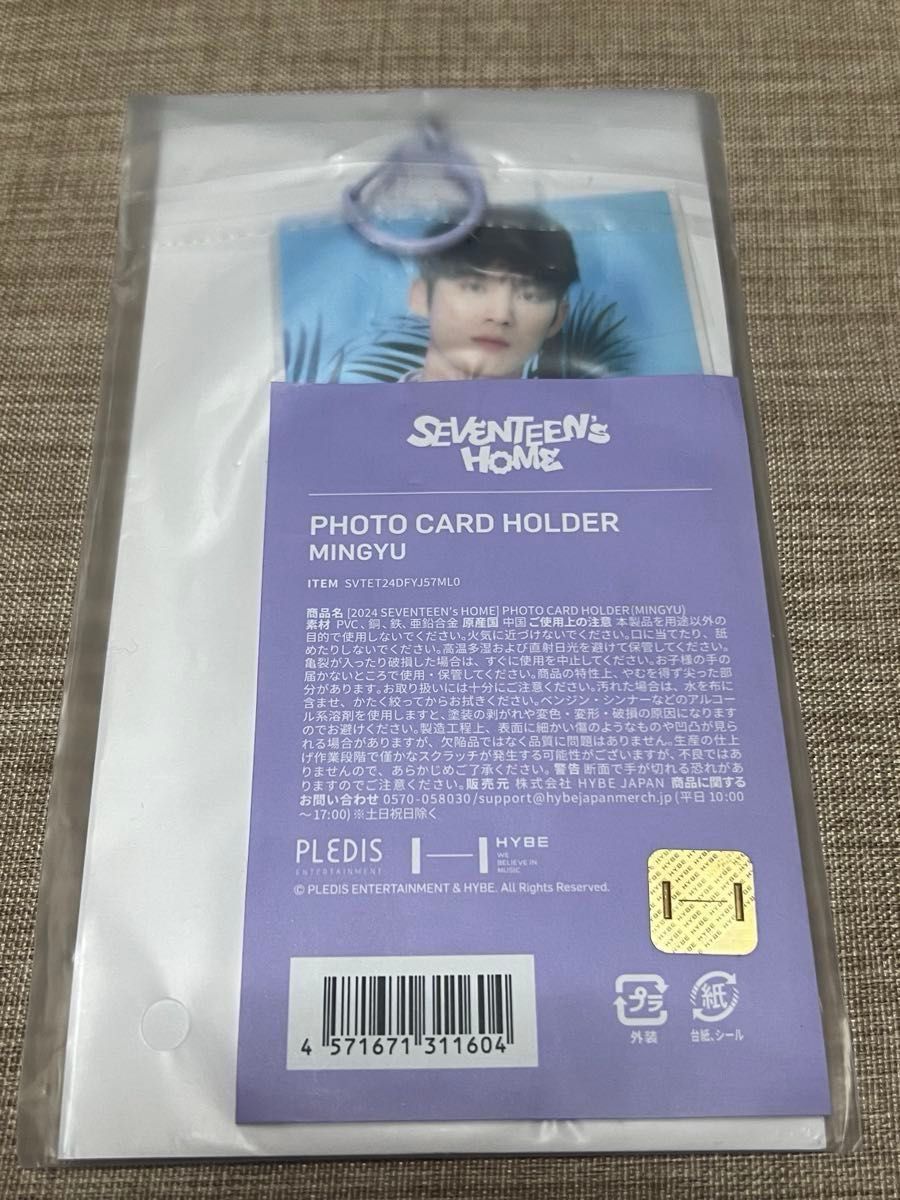 SEVENTEEN's
HOME
PHOTO CARD HOLDER
MINGYU
ITEM SVTET24DFYJ57ML0
商品名 [2024 SEVENTEEN's HOME] PHOTO CARD HOLDER(MINGYU)
素材 PVC、銅、鉄、亜鉛合金 原産国 中国 ご使用上の注意 本製品を用途以外の
目的で使用しないでください。火気に近づけないでください。口に当てたり、舐
めたりしないでください。高温多湿および直射日光を避けて保管してください。
亀裂が入ったり破損した場合は、すぐに使用を中止してください。お子様の手の
届かないところで使用・保管してください。商品の特性上、やむを得ず尖った部
分があります。お取り扱いには十分にご注意ください。汚れた場合は、水を布に
含ませ、かたく絞ってからお拭きください。ベンジン・シンナーなどのアルコー
ル系溶剤を使用しますと、塗装の剥がれや変色・変形・破損の原因になります
のでお避けください。製造工程上、表面に細かい傷のようなものや凹凸が見ら
れる場合がありますが、欠陥品ではなく品質に問題はありません。生産の仕上
げ作業段階で僅かなスクラッチが発生する可能性がございますが、不良ではあ
りませんので、あらかじめご了承ください。警告 断面で手が切れる恐れがあ
りますのでご注意ください。販売元 株式会社 HYBE JAPAN 商品に関する
お問い合わせ 0570-058030/support@hybejapanmerch.jp(平日10:00
～17:00)※土日祝日除く
PLEDIS
ENTERTAINMENT
HYBE
WE
BELIEVE IN
MUSIC
© PLEDIS ENTERTAINMENT & HYBE. All Rights Reserved.
HYBE HYBE HYBE
4 571671 311604
プラ
外装
紙
台紙、シール